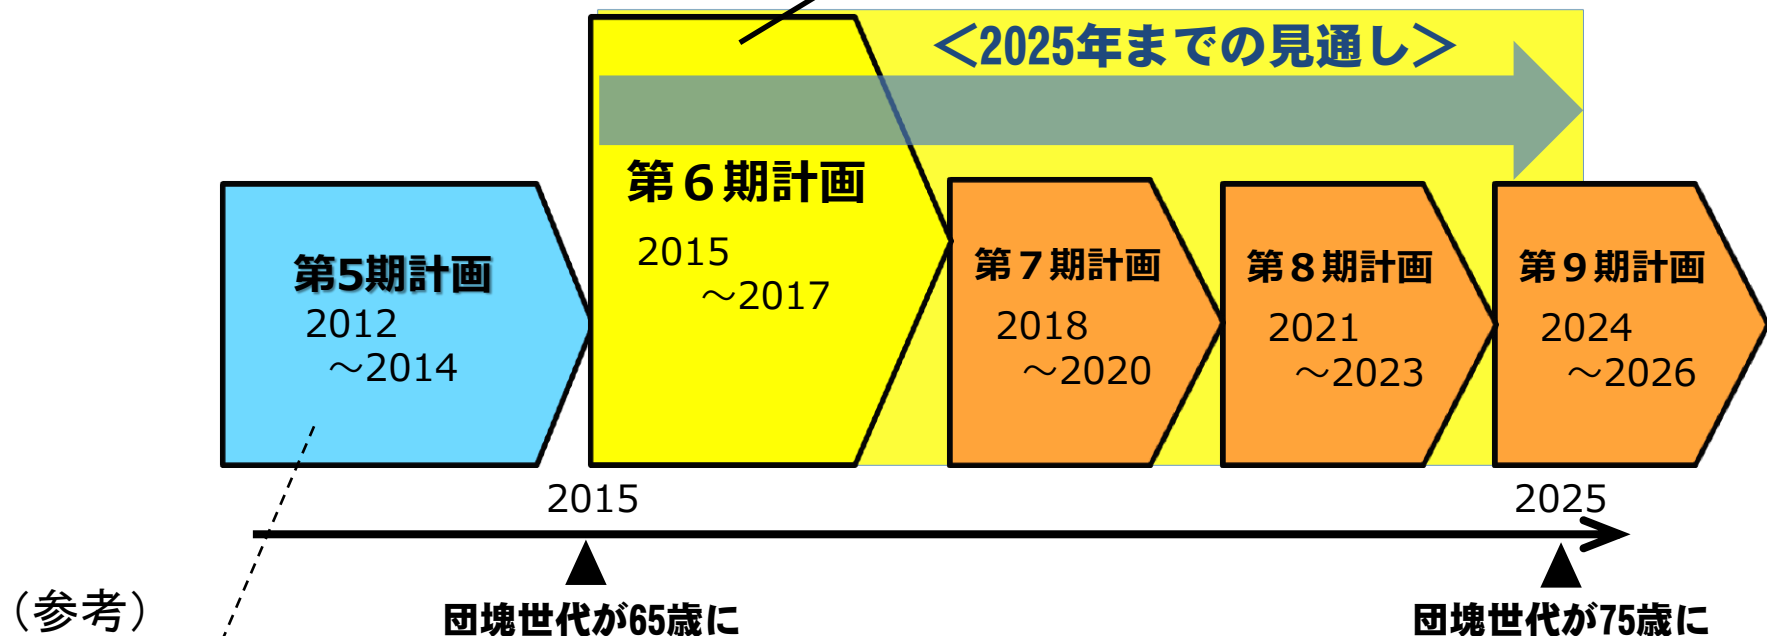 ＜2025年までの見通し＞
第5期計画
2012
～2014
第６期計画
2015
～2017
第７期計画
2018
～2020
第８期計画
2021
～2023
第９期計画
2024
～2026
2015
2025
団塊世代が65歳に
団塊世代が75歳に
（参考）